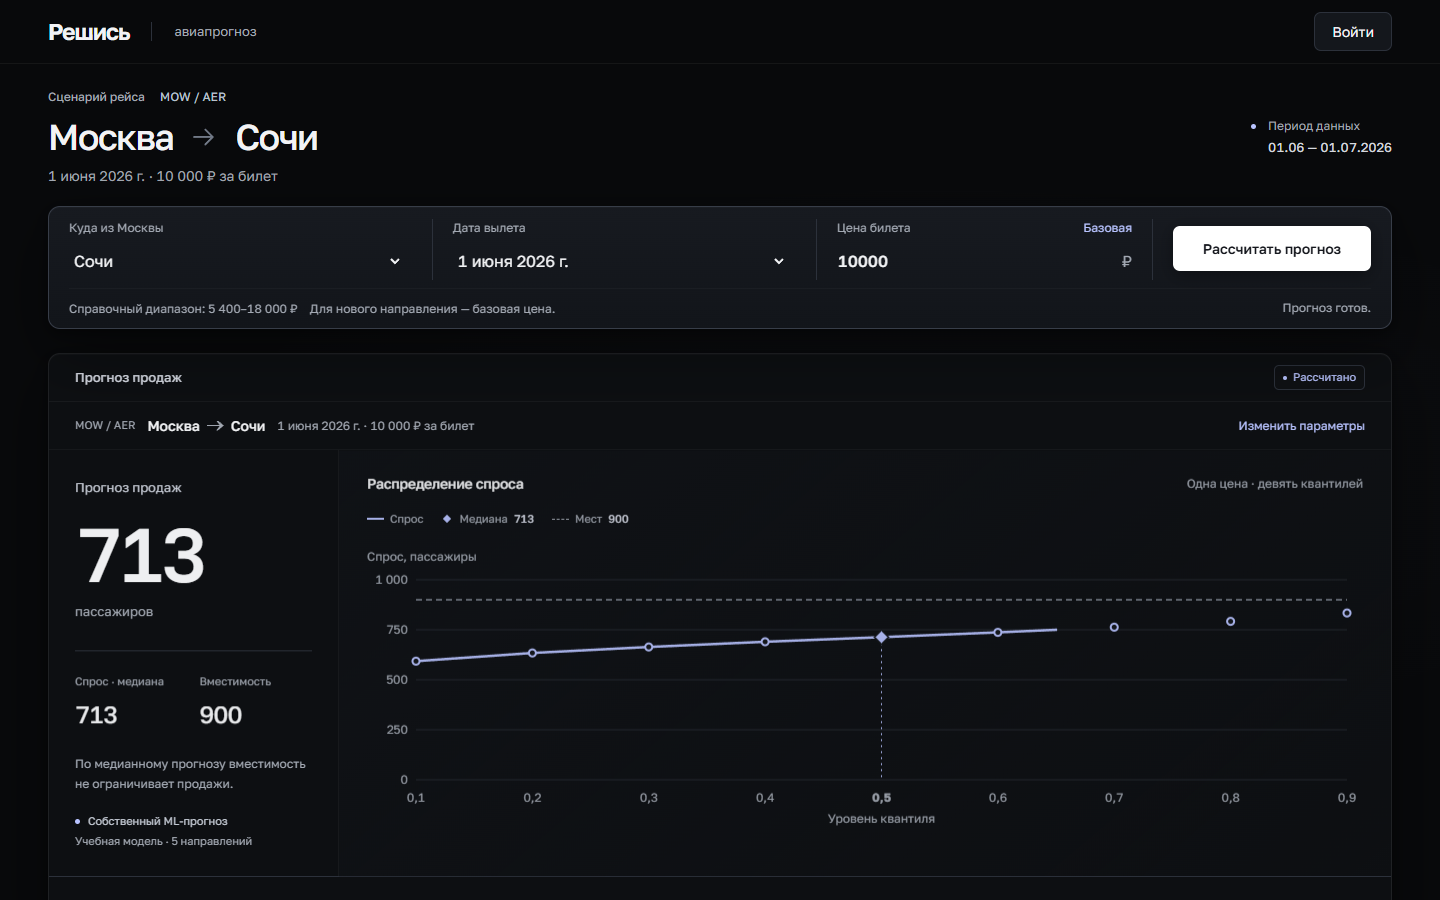 Решись
авиапрогноз
Войти
Сценарий рейса MOW / AER
Москва → Сочи
1 июня 2026 г. · 10 000 ₽ за билет
Период данных
01.06 — 01.07.2026
Куда из Москвы
Сочи
Дата вылета
1 июня 2026 г.
Цена билета
Базовая
10000 ₽
Рассчитать прогноз
Справочный диапазон: 5 400–18 000 ₽ Для нового направления — базовая цена.
Прогноз готов.
Прогноз продаж
Рассчитано
MOW / AER Москва → Сочи 1 июня 2026 г. · 10 000 ₽ за билет
Изменить параметры
Прогноз продаж
713
пассажиров
Спрос · медиана
713
Вместимость
900
По медианному прогнозу вместимость
не ограничивает продажи.
Собственный ML-прогноз
Учебная модель · 5 направлений
Распределение спроса
Одна цена · девять квантилей
Спрос Медиана 713 Мест 900
Спрос, пассажиры
1 000
750
500
250
0
0,1 0,2 0,3 0,4 0,5 0,6 0,7 0,8 0,9
Уровень квантиля